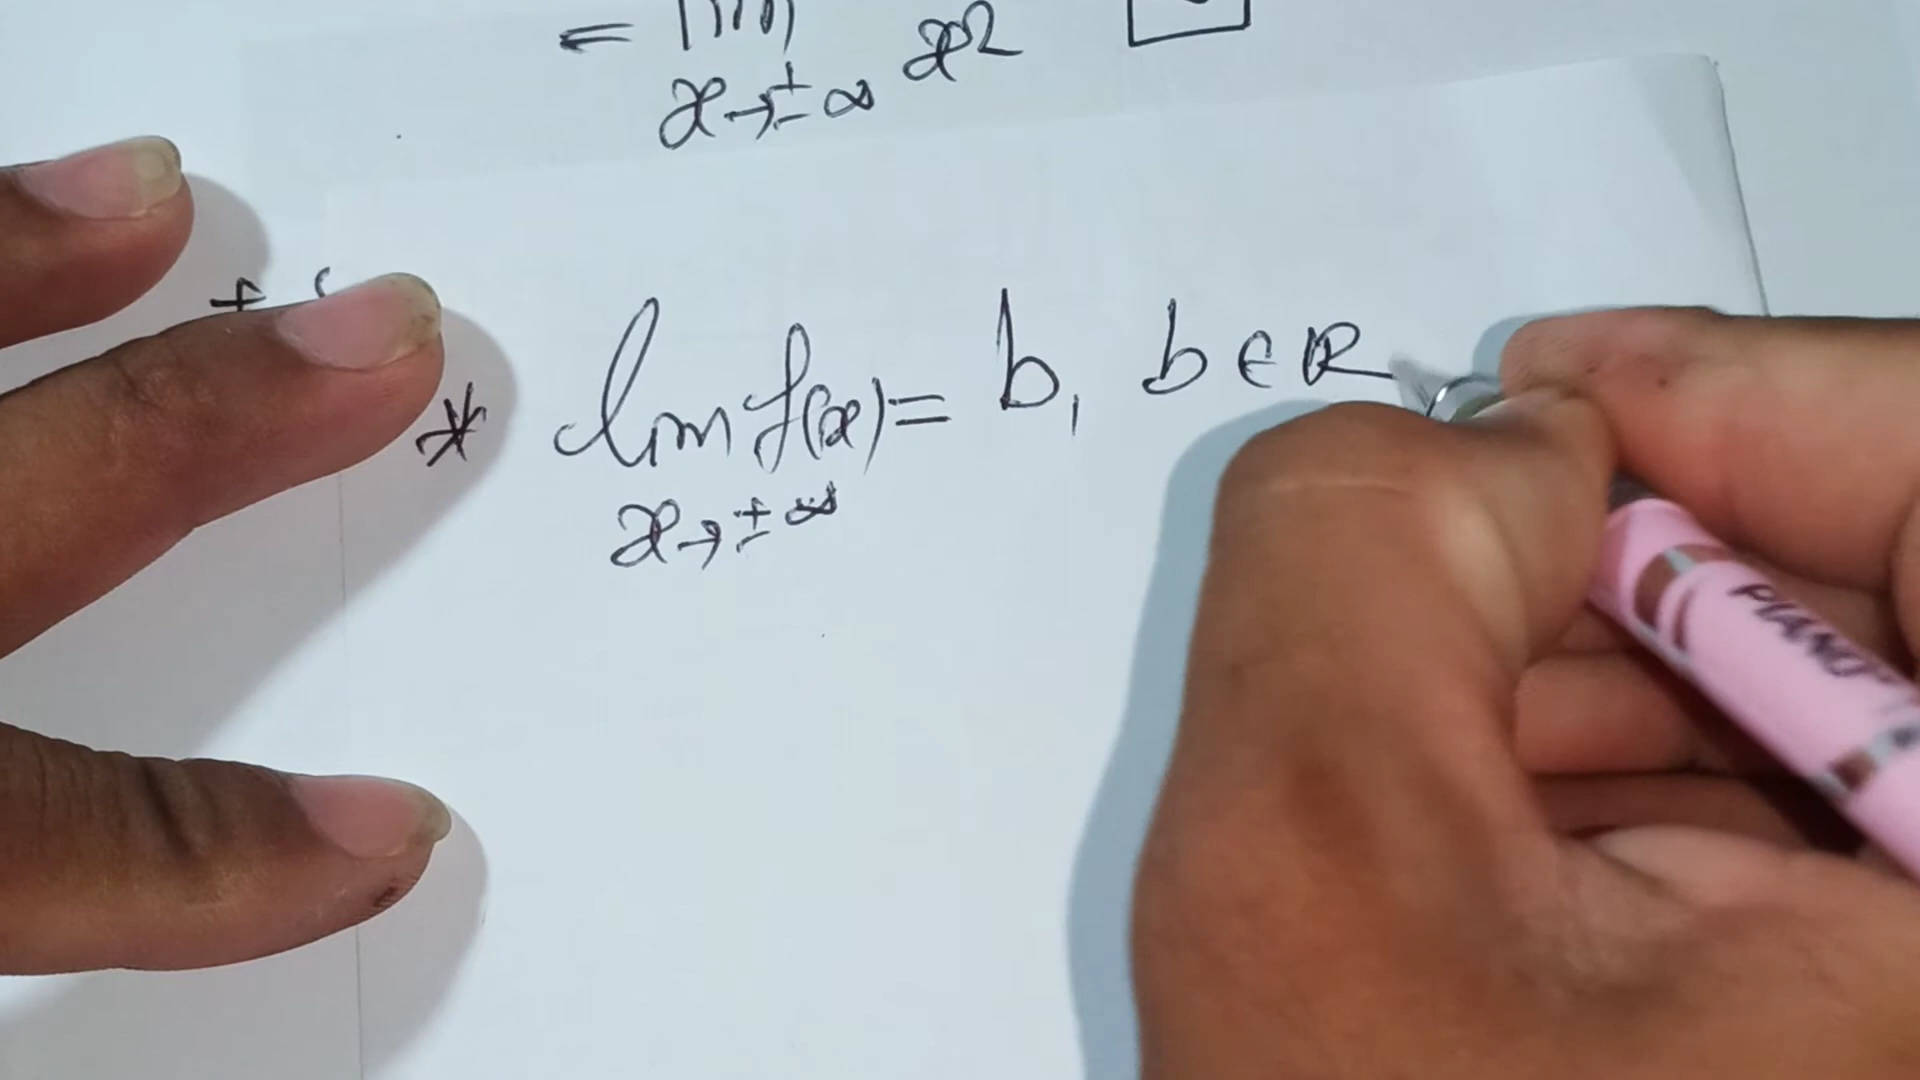 = lim x²
x→±∞
+
* lim f(x) = b, b∈ℝ
x→±∞
PIANO